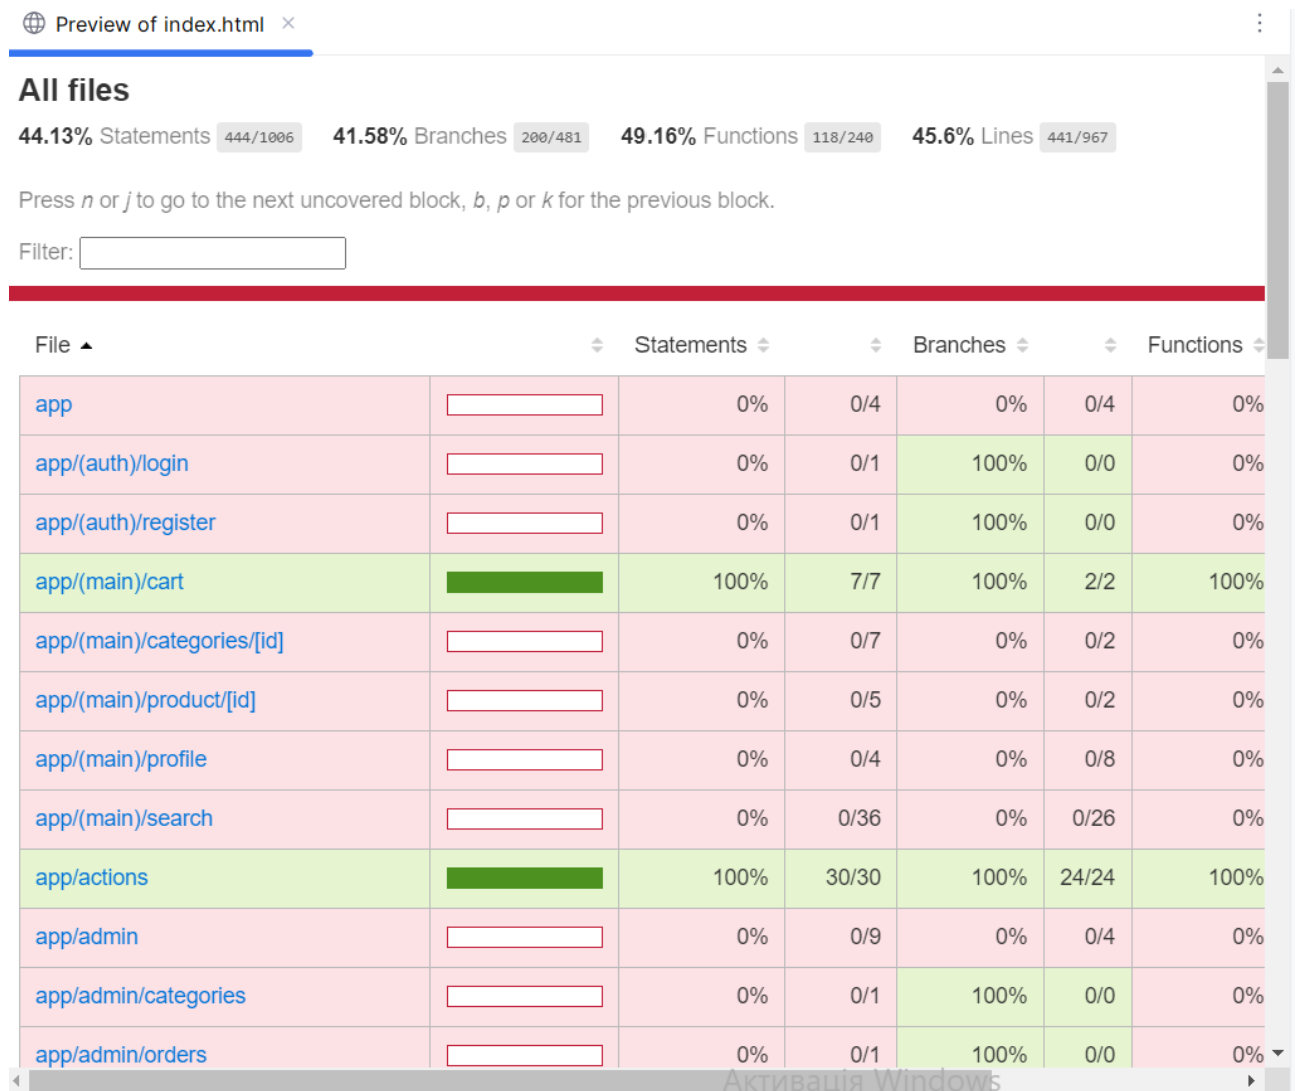 Preview of index.html
All files
44.13% Statements 444/1006 41.58% Branches 200/481 49.16% Functions 118/240 45.6% Lines 441/967
Press n or j to go to the next uncovered block, b, p or k for the previous block.
Filter:
File Statements Branches Functions
app 0% 0/4 0% 0/4 0%
app/(auth)/login 0% 0/1 100% 0/0 0%
app/(auth)/register 0% 0/1 100% 0/0 0%
app/(main)/cart 100% 7/7 100% 2/2 100%
app/(main)/categories/[id] 0% 0/7 0% 0/2 0%
app/(main)/product/[id] 0% 0/5 0% 0/2 0%
app/(main)/profile 0% 0/4 0% 0/8 0%
app/(main)/search 0% 0/36 0% 0/26 0%
app/actions 100% 30/30 100% 24/24 100%
app/admin 0% 0/9 0% 0/4 0%
app/admin/categories 0% 0/1 100% 0/0 0%
app/admin/orders 0% 0/1 100% 0/0 0%
Активація Windows